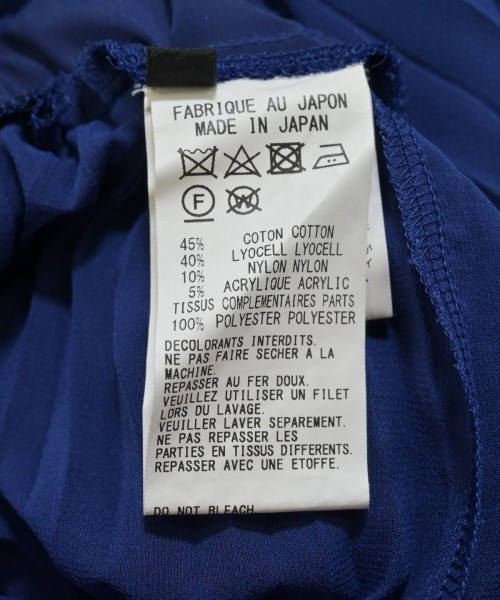 FABRIQUE AU JAPON
MADE IN JAPAN
F W
45% COTON COTTON
40% LYOCELL LYOCELL
10% NYLON NYLON
5% ACRYLIQUE ACRYLIC
TISSUS COMPLEMENTAIRES PARTS
100% POLYESTER POLYESTER
DECOLORANTS INTERDITS.
NE PAS FAIRE SECHER A LA
MACHINE.
REPASSER AU FER DOUX.
VEUILLEZ UTILISER UN FILET
LORS DU LAVAGE.
VEUILLER LAVER SEPAREMENT.
NE PAS REPASSER LES
PARTIES EN TISSUS DIFFERENTS.
REPASSER AVEC UNE ETOFFE.
DO NOT BLEACH